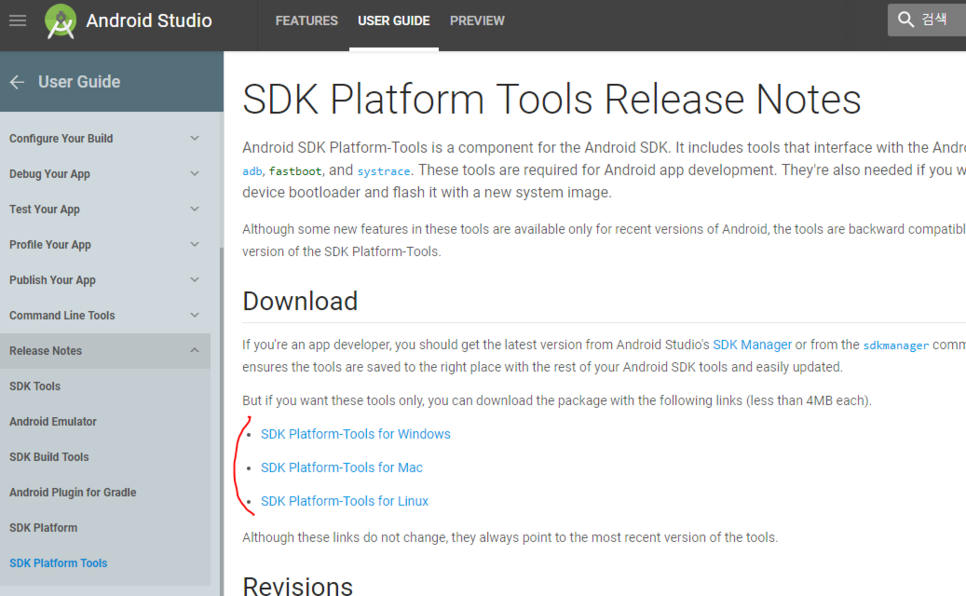 Android Studio
FEATURES
USER GUIDE
PREVIEW
검색
User Guide
Configure Your Build
Debug Your App
Test Your App
Profile Your App
Publish Your App
Command Line Tools
Release Notes
SDK Tools
Android Emulator
SDK Build Tools
Android Plugin for Gradle
SDK Platform
SDK Platform Tools
SDK Platform Tools Release Notes
Android SDK Platform-Tools is a component for the Android SDK. It includes tools that interface with the Andro
adb, fastboot, and systrace. These tools are required for Android app development. They're also needed if you w
device bootloader and flash it with a new system image.
Although some new features in these tools are available only for recent versions of Android, the tools are backward compatibl
version of the SDK Platform-Tools.
Download
If you're an app developer, you should get the latest version from Android Studio's SDK Manager or from the sdkmanager comm
ensures the tools are saved to the right place with the rest of your Android SDK tools and easily updated.
But if you want these tools only, you can download the package with the following links (less than 4MB each).
SDK Platform-Tools for Windows
SDK Platform-Tools for Mac
SDK Platform-Tools for Linux
Although these links do not change, they always point to the most recent version of the tools.
Revisions